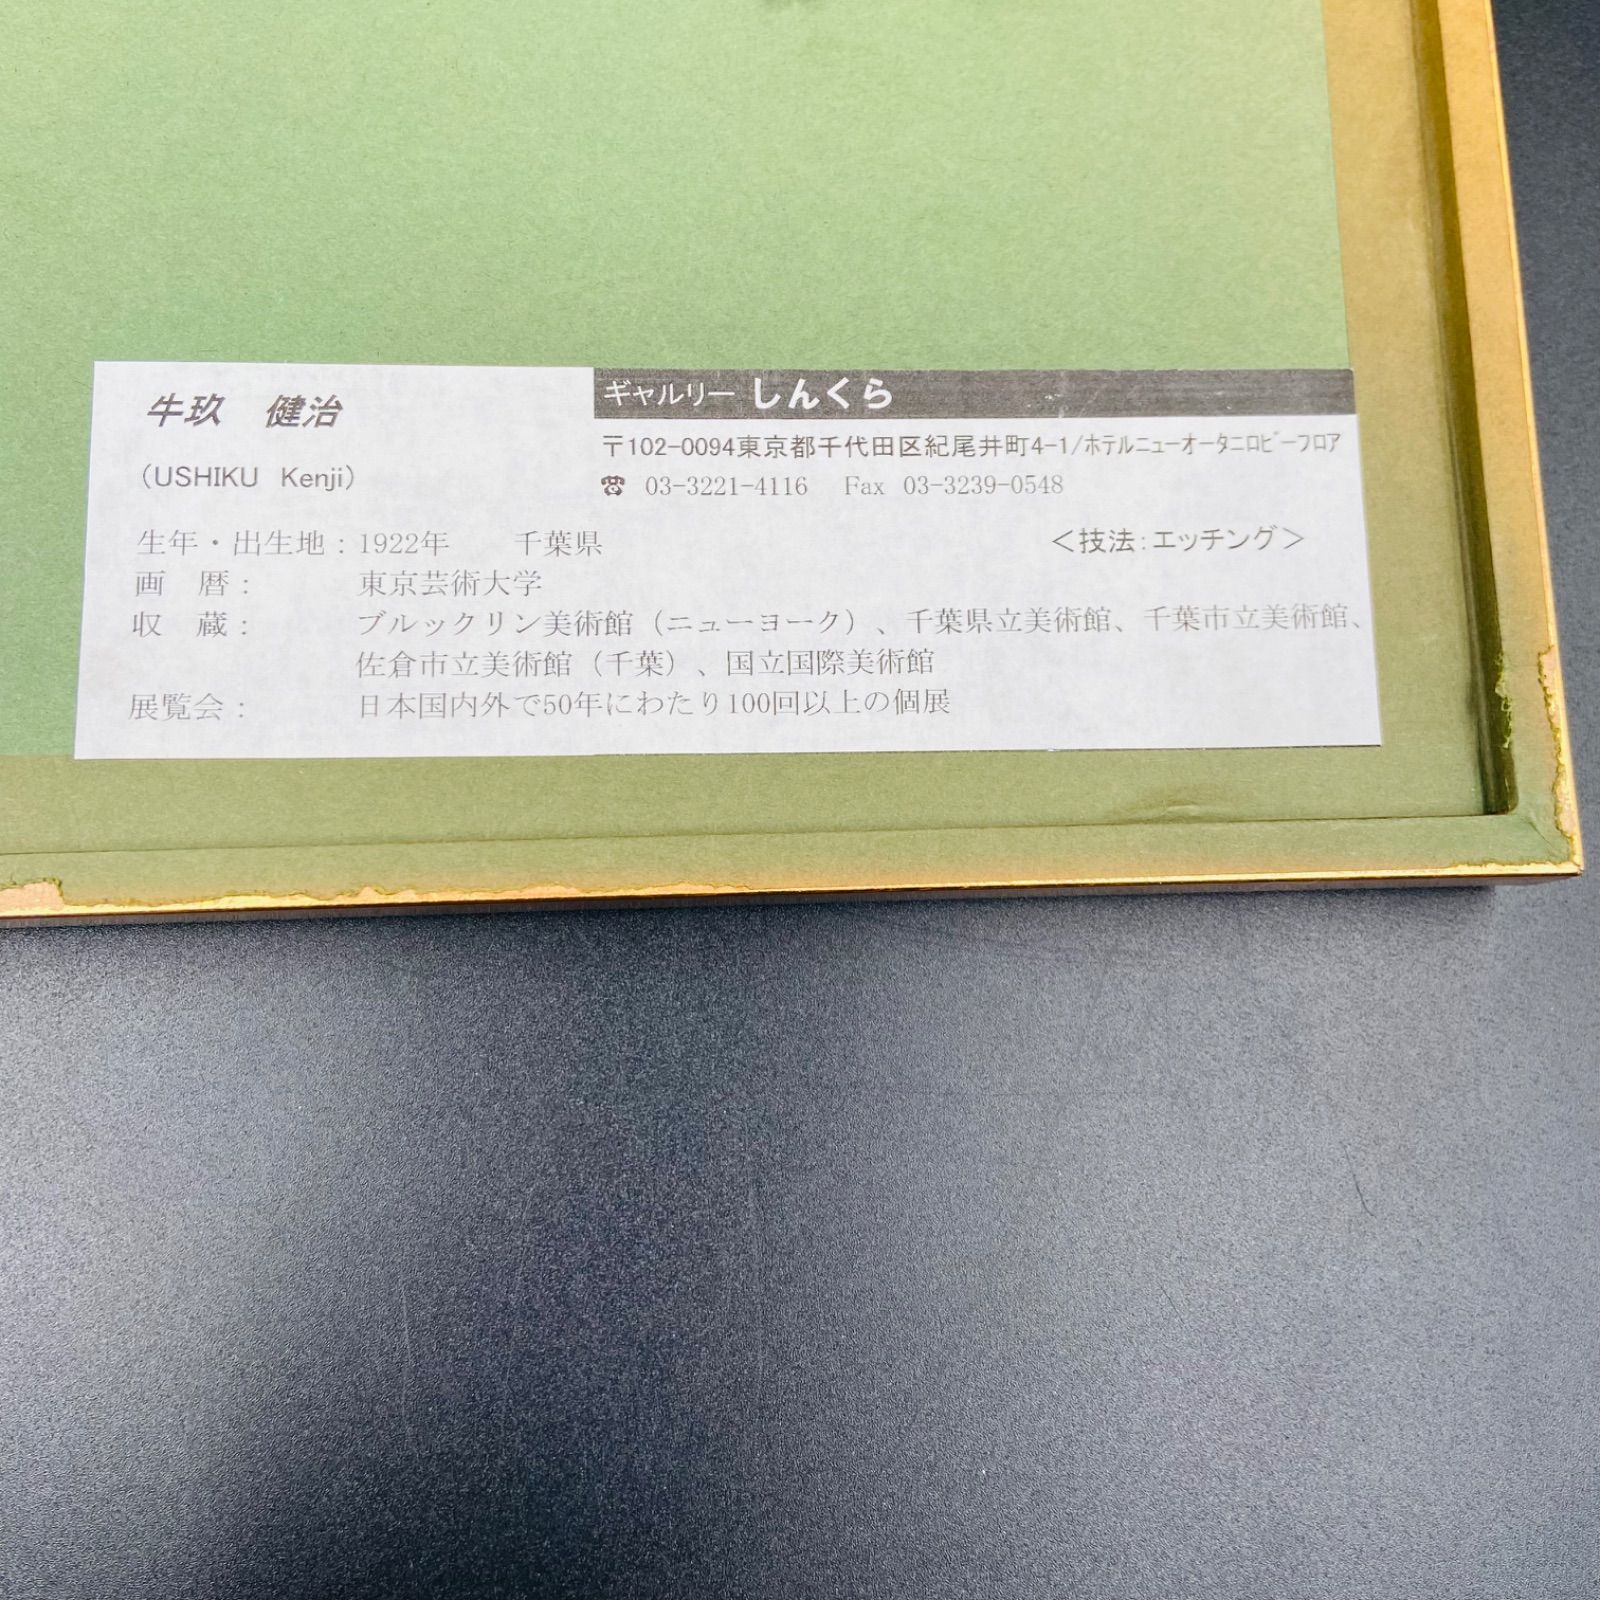 牛玖 健治
(USHIKU Kenji)
ギャルリー しんくら
〒102-0094東京都千代田区紀尾井町4-1/ホテルニューオータニロビーフロア
☎ 03-3221-4116 Fax 03-3239-0548
生年・出生地：1922年 千葉県 <技法：エッチング>
画 暦： 東京芸術大学
収 蔵： ブルックリン美術館（ニューヨーク）、千葉県立美術館、千葉市立美術館、
佐倉市立美術館（千葉）、国立国際美術館
展覧会： 日本国内外で50年にわたり100回以上の個展